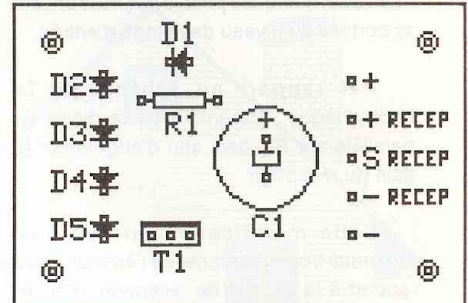 D1
D2
+
R1
+ RECEP
D3
+
S RECEP
D4
- RECEP
C1
D5
-
T1